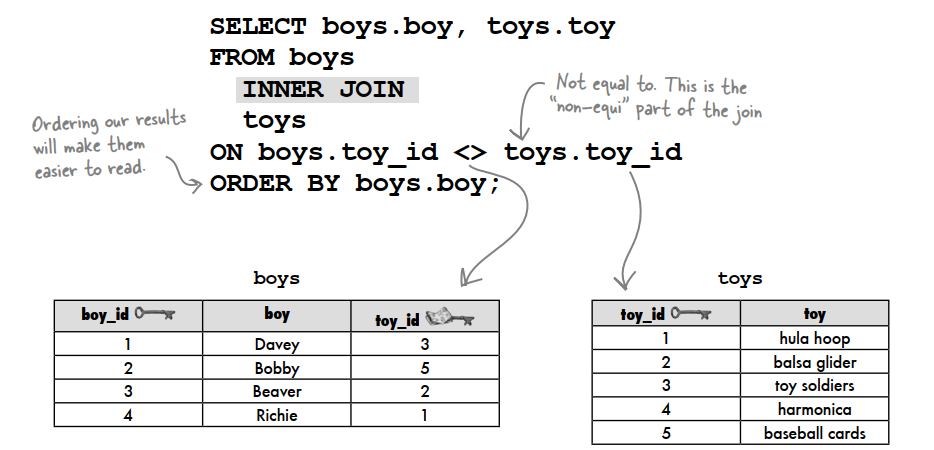 SELECT boys.boy, toys.toy
FROM boys
INNER JOIN
toys
ON boys.toy_id <> toys.toy_id
ORDER BY boys.boy;
Not equal to. This is the
"non-equi" part of the join
Ordering our results
will make them
easier to read.
boys
boy_id boy toy_id
1 Davey 3
2 Bobby 5
3 Beaver 2
4 Richie 1
toys
toy_id toy
1 hula hoop
2 balsa glider
3 toy soldiers
4 harmonica
5 baseball cards